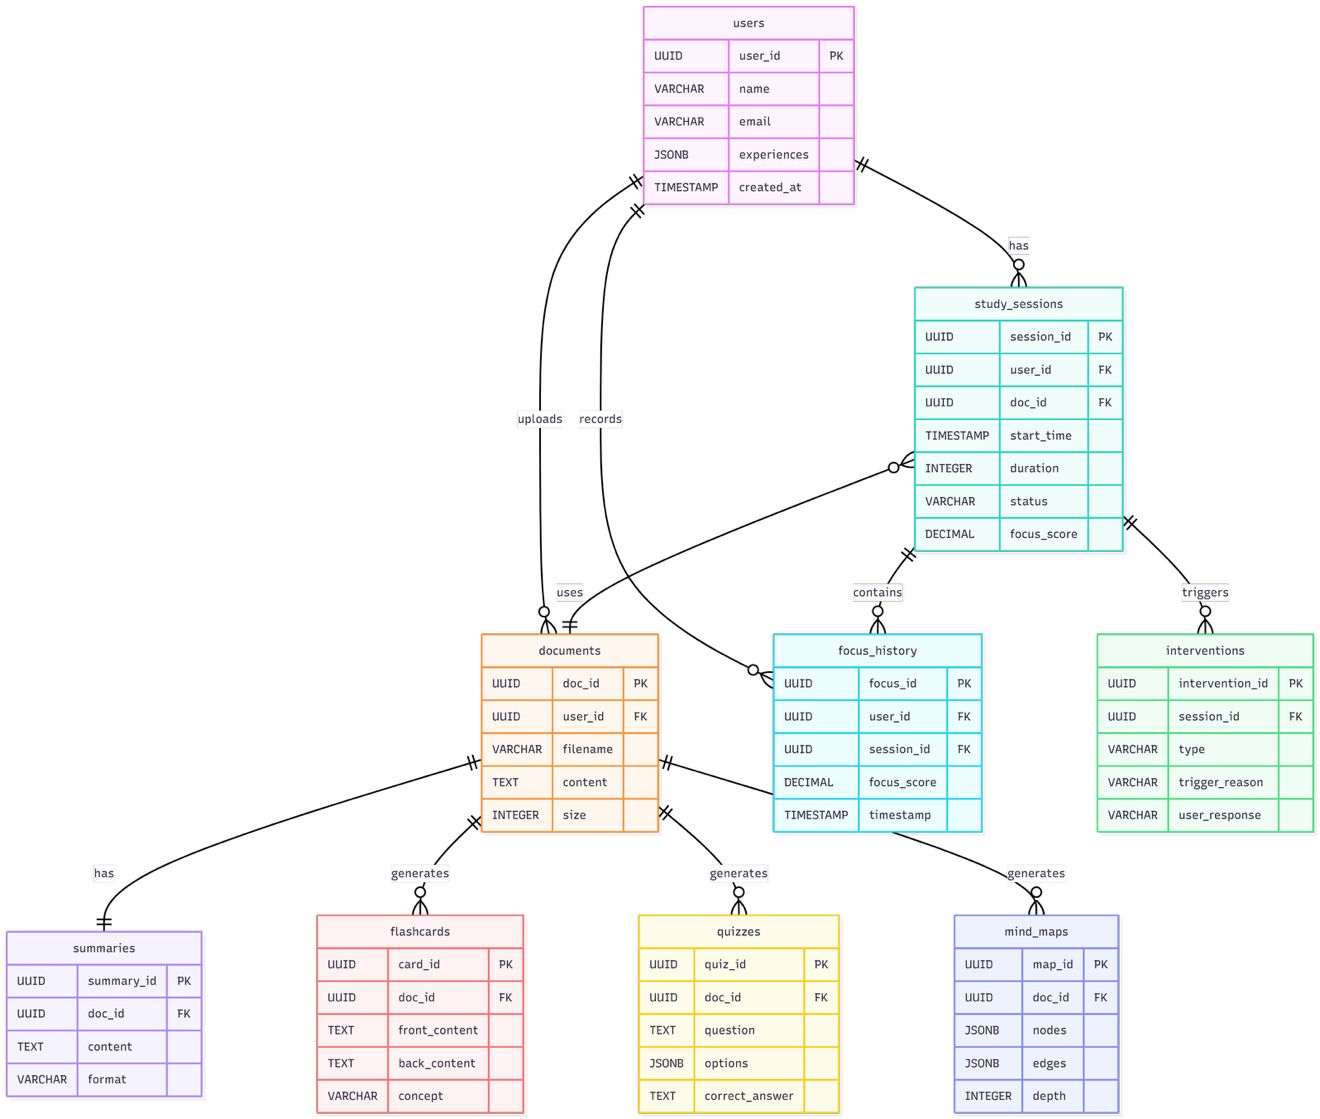 users
UUID user_id PK
VARCHAR name
VARCHAR email
JSONB experiences
TIMESTAMP created_at
has
study_sessions
UUID session_id PK
UUID user_id FK
UUID doc_id FK
TIMESTAMP start_time
INTEGER duration
VARCHAR status
DECIMAL focus_score
uploads
records
uses
contains
triggers
documents
UUID doc_id PK
UUID user_id FK
VARCHAR filename
TEXT content
INTEGER size
focus_history
UUID focus_id PK
UUID user_id FK
UUID session_id FK
DECIMAL focus_score
TIMESTAMP timestamp
interventions
UUID intervention_id PK
UUID session_id FK
VARCHAR type
VARCHAR trigger_reason
VARCHAR user_response
has
generates
generates
generates
summaries
UUID summary_id PK
UUID doc_id FK
TEXT content
VARCHAR format
flashcards
UUID card_id PK
UUID doc_id FK
TEXT front_content
TEXT back_content
VARCHAR concept
quizzes
UUID quiz_id PK
UUID doc_id FK
TEXT question
JSONB options
TEXT correct_answer
mind_maps
UUID map_id PK
UUID doc_id FK
JSONB nodes
JSONB edges
INTEGER depth